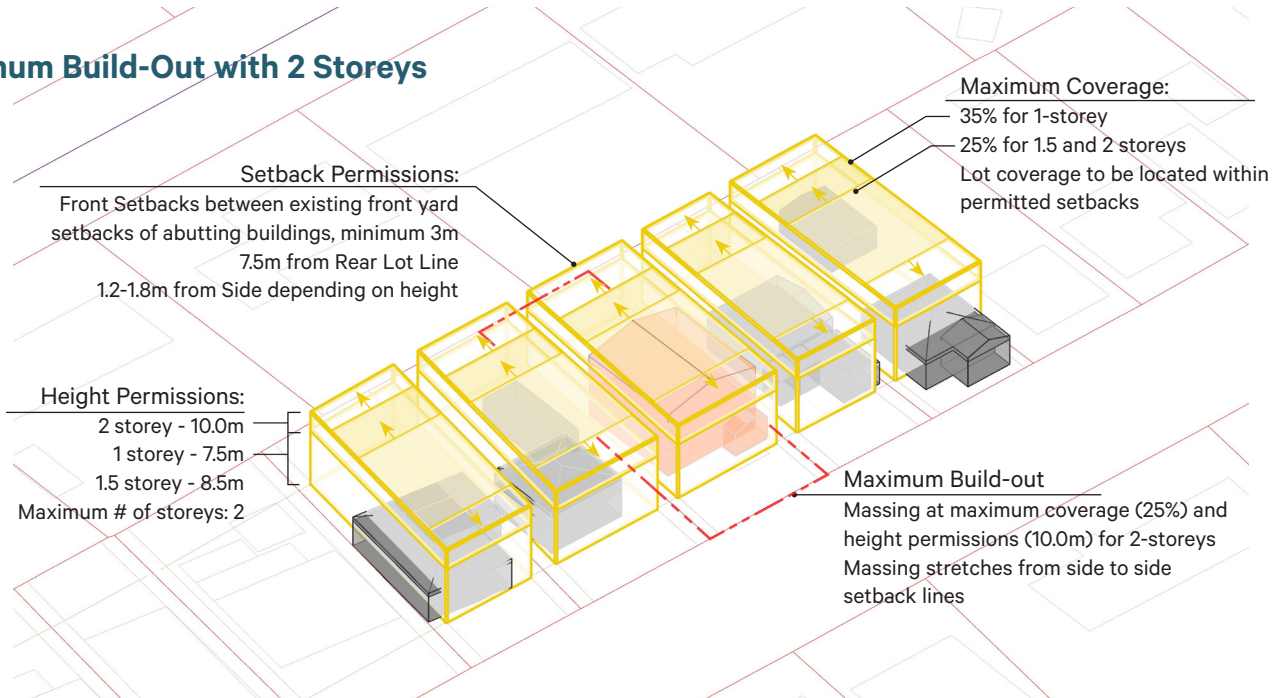 Build-Out with 2 Storeys
Maximum Coverage:
35% for 1-storey
25% for 1.5 and 2 storeys
Lot coverage to be located within
permitted setbacks
Setback Permissions:
Front Setbacks between existing front yard
setbacks of abutting buildings, minimum 3m
7.5m from Rear Lot Line
1.2-1.8m from Side depending on height
Height Permissions:
2 storey - 10.0m
1 storey - 7.5m
1.5 storey - 8.5m
Maximum # of storeys: 2
Maximum Build-out
Massing at maximum coverage (25%) and
height permissions (10.0m) for 2-storeys
Massing stretches from side to side
setback lines